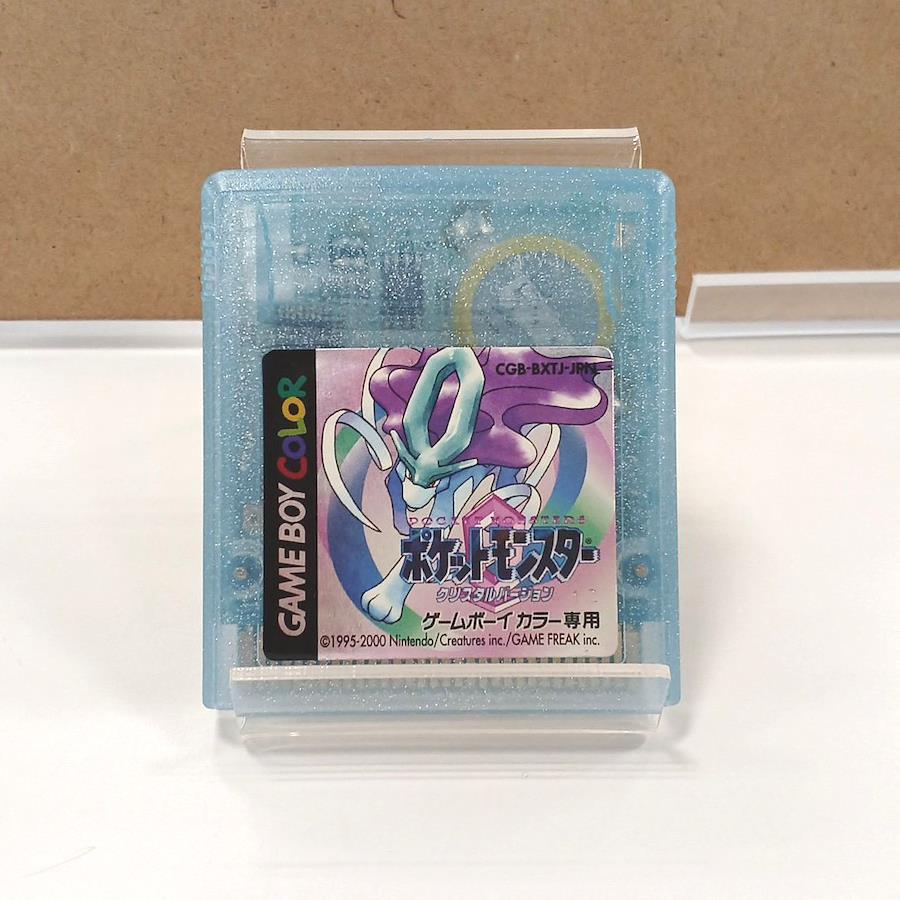 CGB-BXTJ-JPN
GAME BOY COLOR
POCKET MONSTERS
ポケットモンスター®
クリスタルバージョン
ゲームボーイカラー専用
©1995-2000 Nintendo/Creatures inc./GAME FREAK inc.